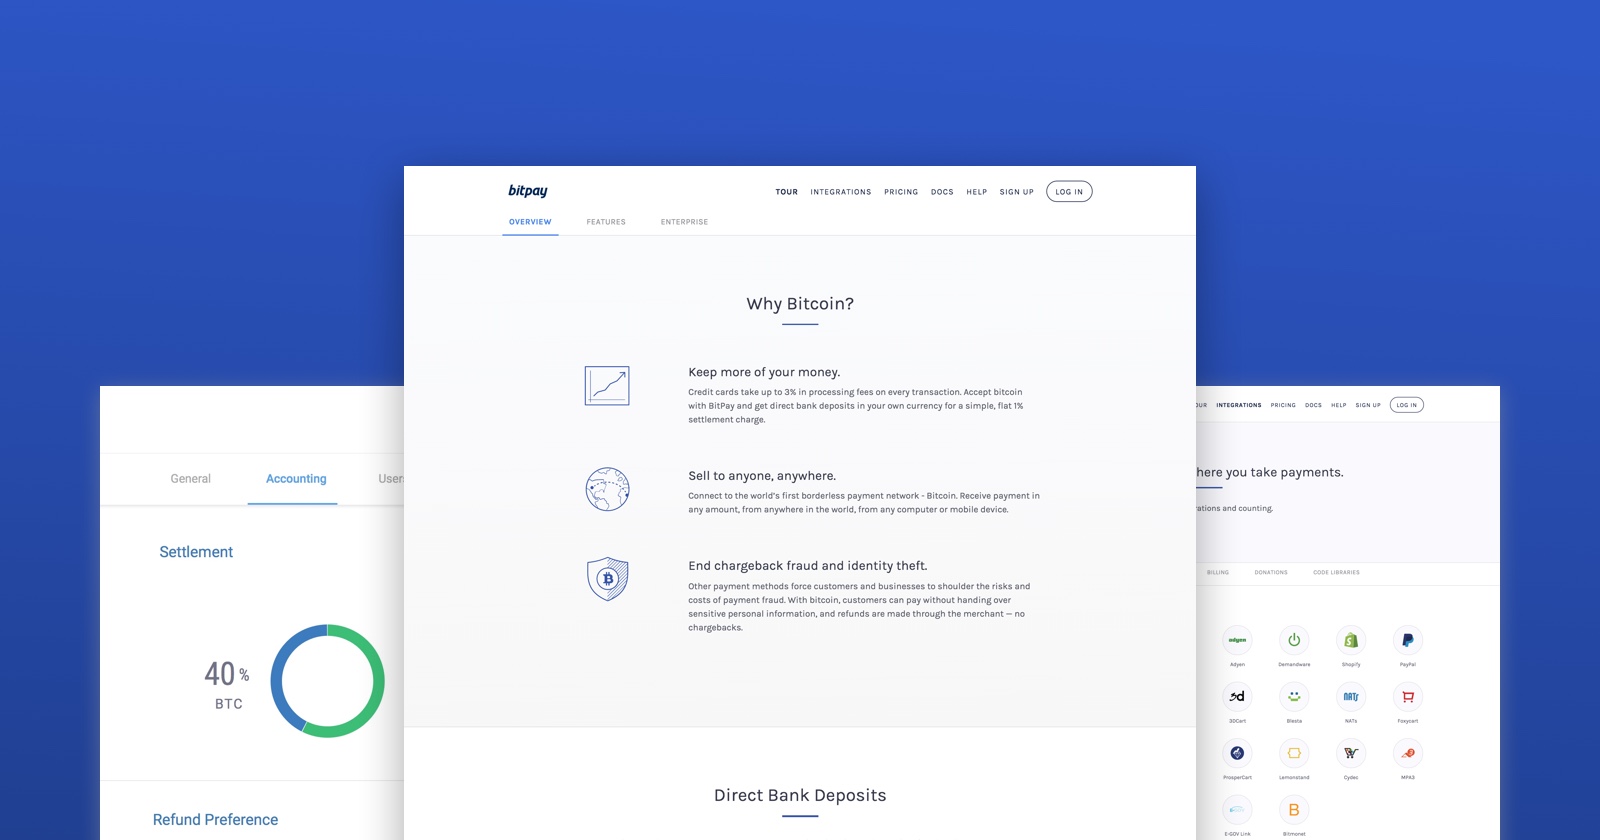 bitpay
TOUR INTEGRATIONS PRICING DOCS HELP SIGN UP LOG IN
OVERVIEW FEATURES ENTERPRISE
Why Bitcoin?
Keep more of your money.
Credit cards take up to 3% in processing fees on every transaction. Accept bitcoin
with BitPay and get direct bank deposits in your own currency for a simple, flat 1%
settlement charge.
Sell to anyone, anywhere.
Connect to the world's first borderless payment network - Bitcoin. Receive payment in
any amount, from anywhere in the world, from any computer or mobile device.
End chargeback fraud and identity theft.
Other payment methods force customers and businesses to shoulder the risks and
costs of payment fraud. With bitcoin, customers can pay without handing over
sensitive personal information, and refunds are made through the merchant — no
chargebacks.
Direct Bank Deposits
General Accounting User
Settlement
40 %
BTC
Refund Preference
OUR INTEGRATIONS PRICING DOCS HELP SIGN UP LOG IN
here you take payments.
rations and counting.
BILLING DONATIONS CODE LIBRARIES
adyen
Adyen Demandware Shopify PayPal
3d
NATs
3DCart Blesta NATs Foxycart
ProsperCart Lemonstand Cydec MPA3
E-GOV Link Bitmonet